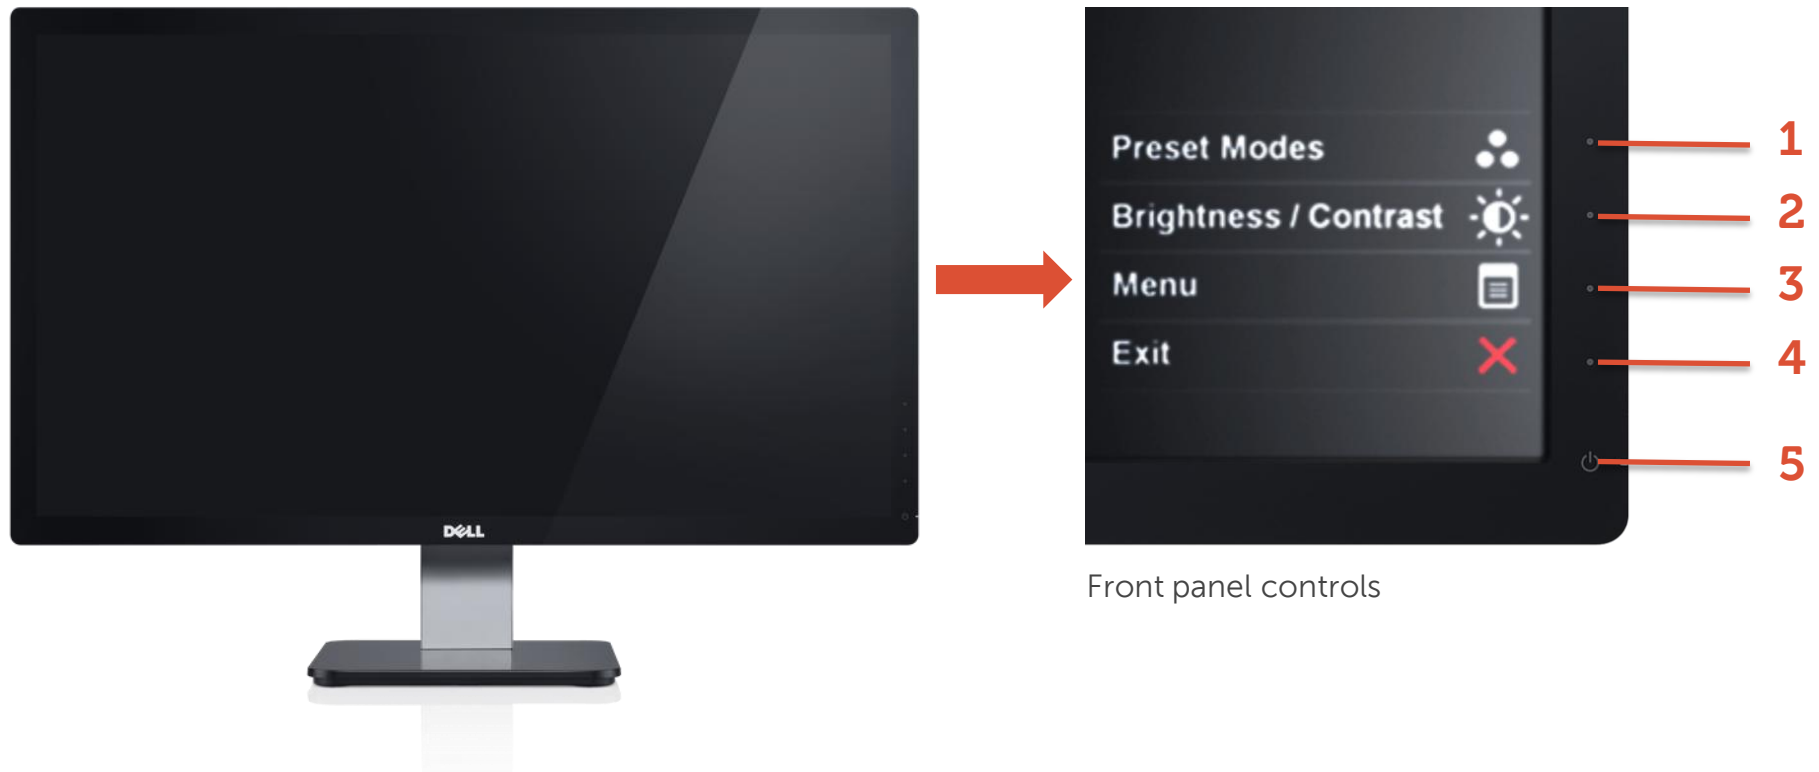 DELL
Preset Modes
Brightness / Contrast
Menu
Exit
1
2
3
4
5
Front panel controls